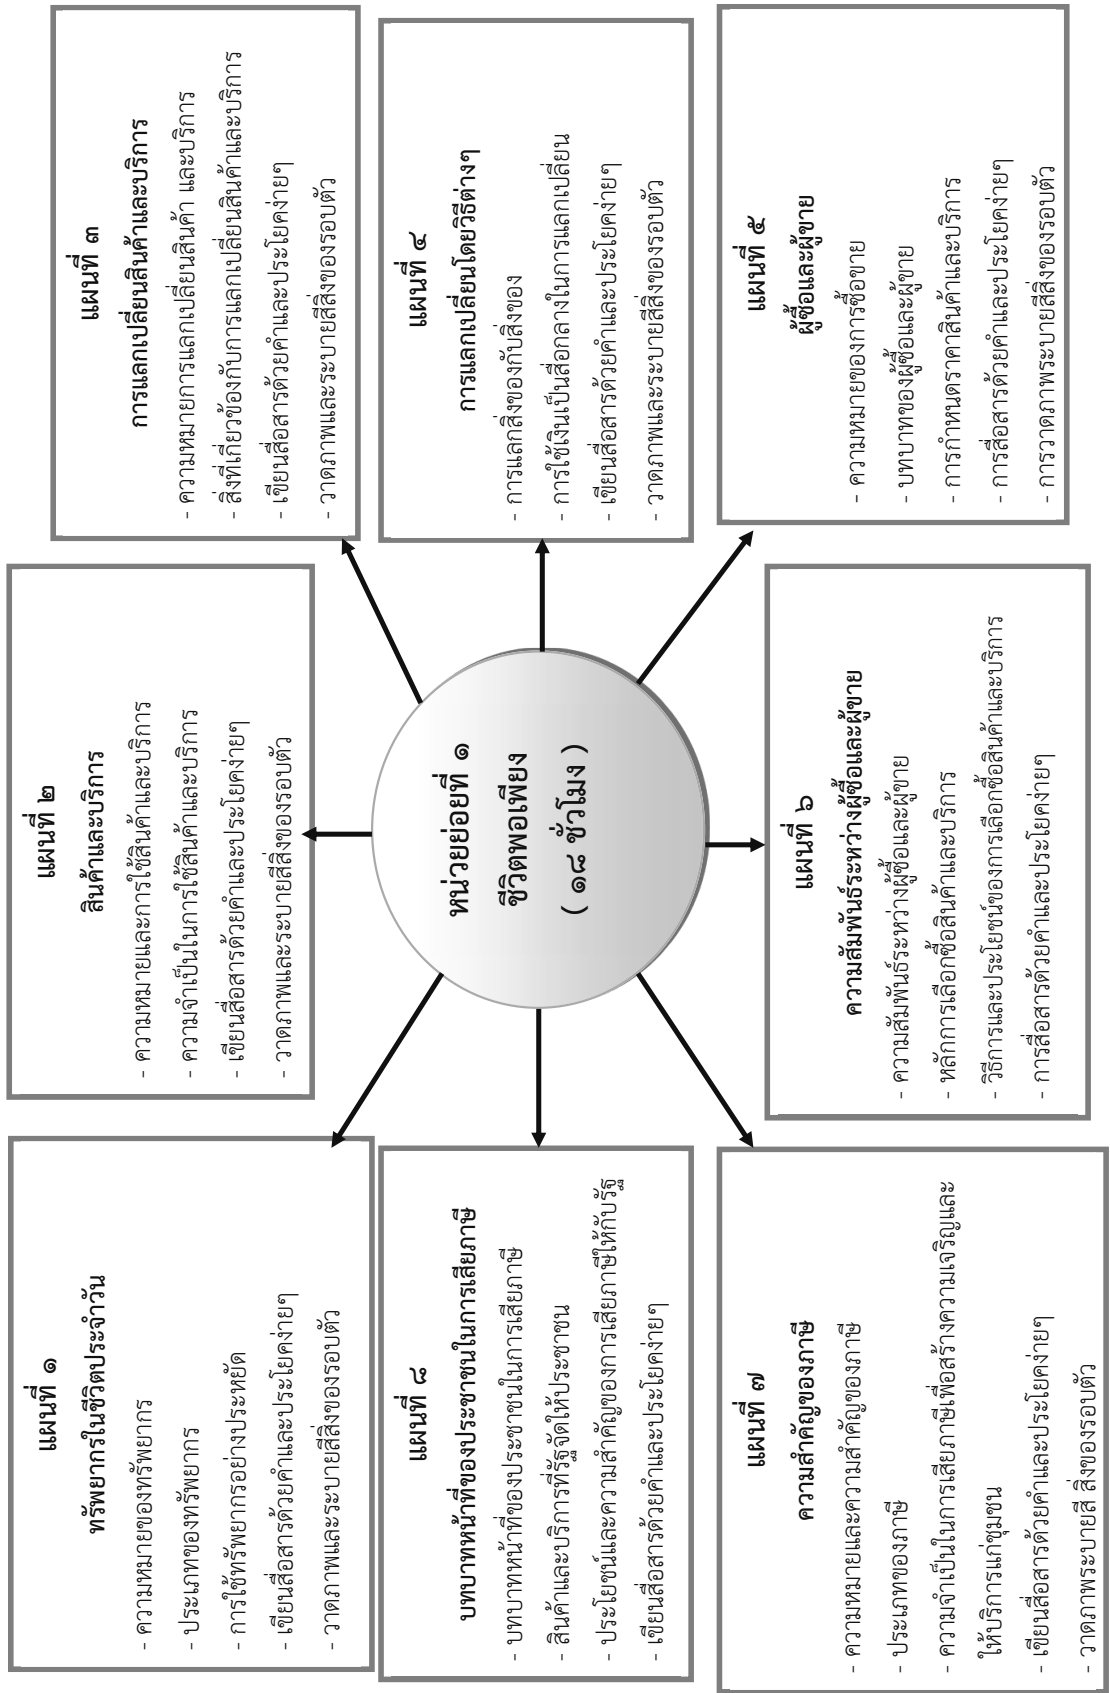 แผนที่ ๑
ทรัพยากรในชีวิตประจำวัน
- ความหมายของทรัพยากร
- ประเภทของทรัพยากร
- การใช้ทรัพยากรอย่างประหยัด
- เขียนสื่อสารด้วยคำและประโยคง่ายๆ
- วาดภาพและระบายสีสิ่งของรอบตัว
แผนที่ ๒
สินค้าและบริการ
- ความหมายและการใช้สินค้าและบริการ
- ความจำเป็นในการใช้สินค้าและบริการ
- เขียนสื่อสารด้วยคำและประโยคง่ายๆ
- วาดภาพและระบายสีสิ่งของรอบตัว
แผนที่ ๓
การแลกเปลี่ยนสินค้าและบริการ
- ความหมายการแลกเปลี่ยนสินค้า และบริการ
- สิ่งที่เกี่ยวข้องกับการแลกเปลี่ยนสินค้าและบริการ
- เขียนสื่อสารด้วยคำและประโยคง่ายๆ
- วาดภาพและระบายสีสิ่งของรอบตัว
แผนที่ ๘
บทบาทหน้าที่ของประชาชนในการเสียภาษี
- บทบาทหน้าที่ของประชาชนในการเสียภาษี
- สินค้าและบริการที่รัฐจัดให้ประชาชน
- ประโยชน์และความสำคัญของการเสียภาษีให้กับรัฐ
- เขียนสื่อสารด้วยคำและประโยคง่ายๆ
หน่วยย่อยที่ ๑
ชีวิตพอเพียง
( ๑๘ ชั่วโมง )
แผนที่ ๔
การแลกเปลี่ยนโดยวิธีต่างๆ
- การแลกสิ่งของกับสิ่งของ
- การใช้เงินเป็นสื่อกลางในการแลกเปลี่ยน
- เขียนสื่อสารด้วยคำและประโยคง่ายๆ
- วาดภาพและระบายสีสิ่งของรอบตัว
แผนที่ ๗
ความสำคัญของภาษี
- ความหมายและความสำคัญของภาษี
- ประเภทของภาษี
- ความจำเป็นในการเสียภาษีเพื่อสร้างความเจริญและ
ให้บริการแก่ชุมชน
- เขียนสื่อสารด้วยคำและประโยคง่ายๆ
- วาดภาพระบายสี สิ่งของรอบตัว
แผนที่ ๖
ความสัมพันธ์ระหว่างผู้ซื้อและผู้ขาย
- ความสัมพันธ์ระหว่างผู้ซื้อและผู้ขาย
- หลักการเลือกซื้อสินค้าและบริการ
- วิธีการและประโยชน์ของการเลือกซื้อสินค้าและบริการ
- การสื่อสารด้วยคำและประโยคง่ายๆ
แผนที่ ๕
ผู้ซื้อและผู้ขาย
- ความหมายของการซื้อขาย
- บทบาทของผู้ซื้อและผู้ขาย
- การกำหนดราคาสินค้าและบริการ
- การสื่อสารด้วยคำและประโยคง่ายๆ
- การวาดภาพระบายสีสิ่งของรอบตัว